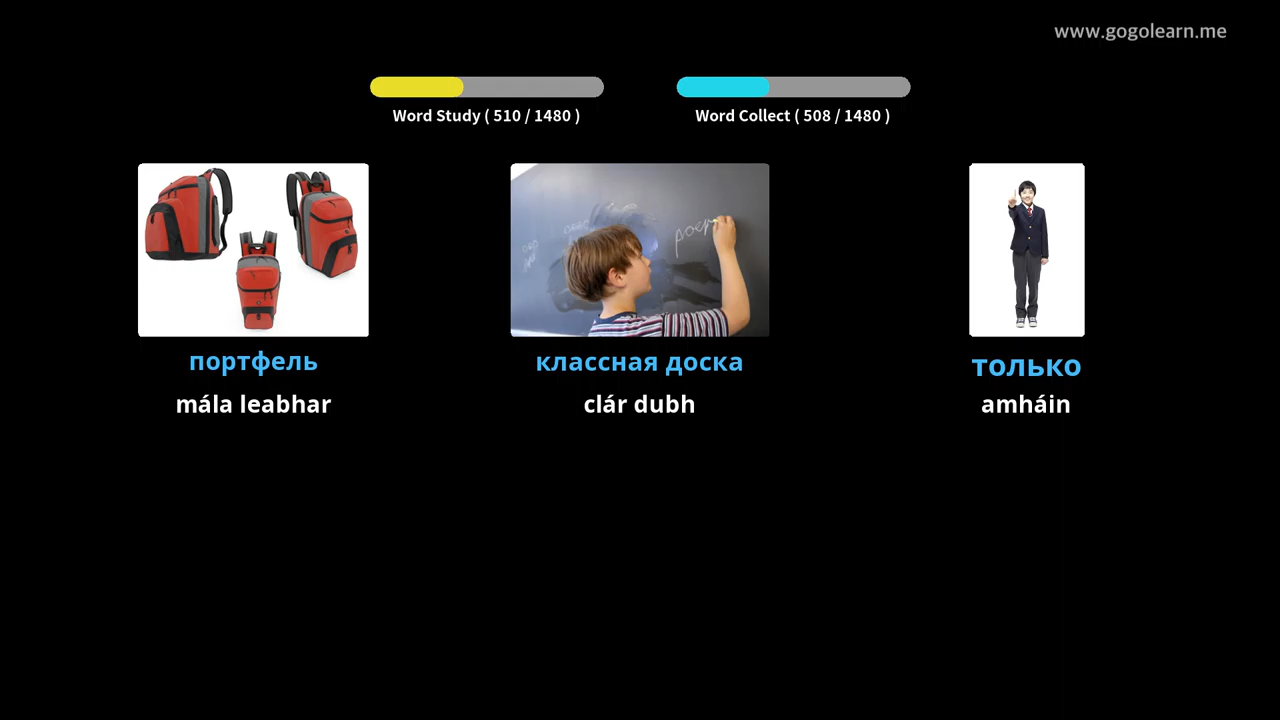 www.gogolearn.me
Word Study ( 510 / 1480 )
Word Collect ( 508 / 1480 )
портфель
классная доска
только
mála leabhar
clár dubh
amháin